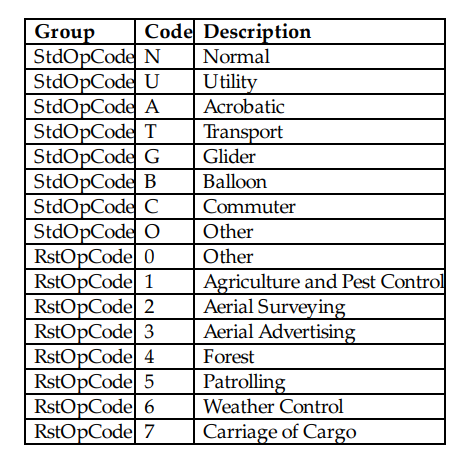 Group Code Description
StdOpCode N Normal
StdOpCode U Utility
StdOpCode A Acrobatic
StdOpCode T Transport
StdOpCode G Glider
StdOpCode B Balloon
StdOpCode C Commuter
StdOpCode O Other
RstOpCode 0 Other
RstOpCode 1 Agriculture and Pest Control
RstOpCode 2 Aerial Surveying
RstOpCode 3 Aerial Advertising
RstOpCode 4 Forest
RstOpCode 5 Patrolling
RstOpCode 6 Weather Control
RstOpCode 7 Carriage of Cargo